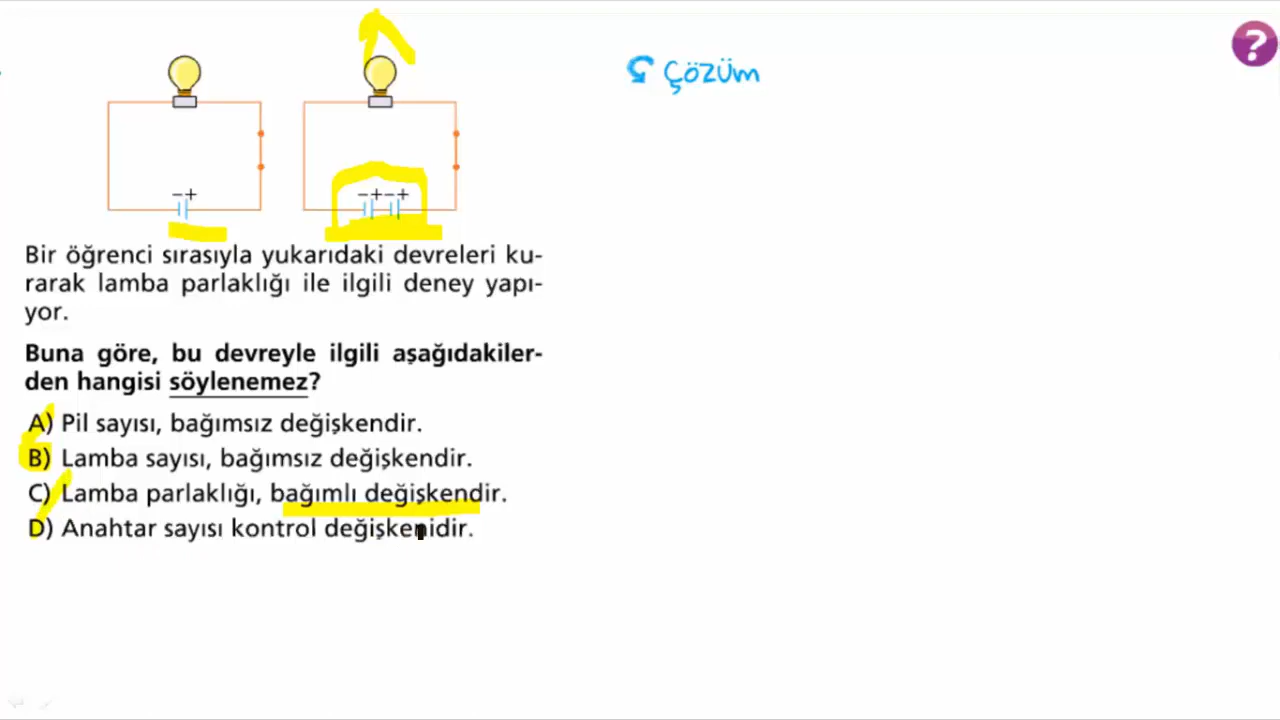 ?
Çözüm
−+
−+−+
Bir öğrenci sırasıyla yukarıdaki devreleri ku-
rarak lamba parlaklığı ile ilgili deney yapı-
yor.
Buna göre, bu devreyle ilgili aşağıdakiler-
den hangisi söylenemez?
A) Pil sayısı, bağımsız değişkendir.
B) Lamba sayısı, bağımsız değişkendir.
C) Lamba parlaklığı, bağımlı değişkendir.
D) Anahtar sayısı kontrol değişkenidir.